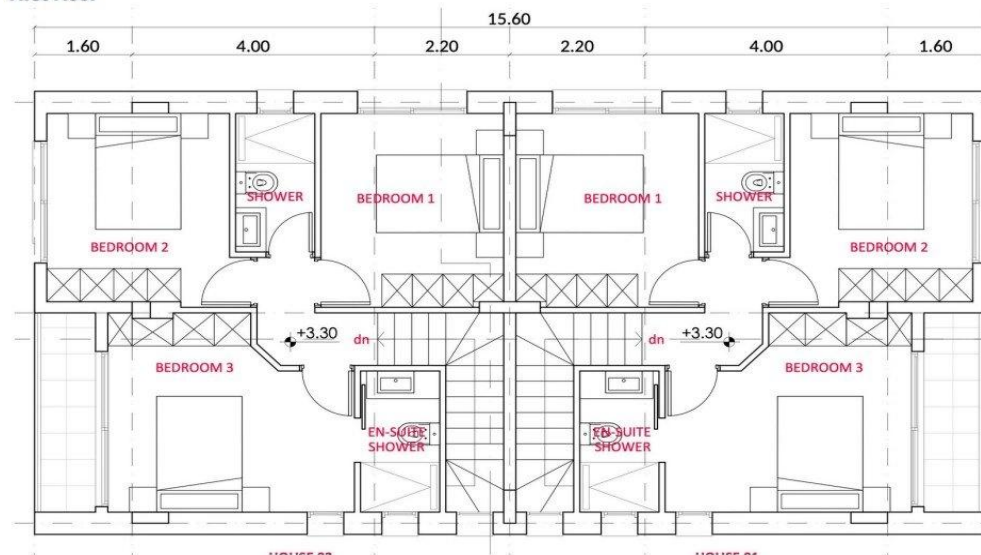 15.60
1.60 4.00 2.20 2.20 4.00 1.60
SHOWER BEDROOM 1 BEDROOM 1 SHOWER
BEDROOM 2 BEDROOM 2
+3.30 dn dn +3.30
BEDROOM 3 BEDROOM 3
EN-SUITE EN-SUITE
SHOWER SHOWER